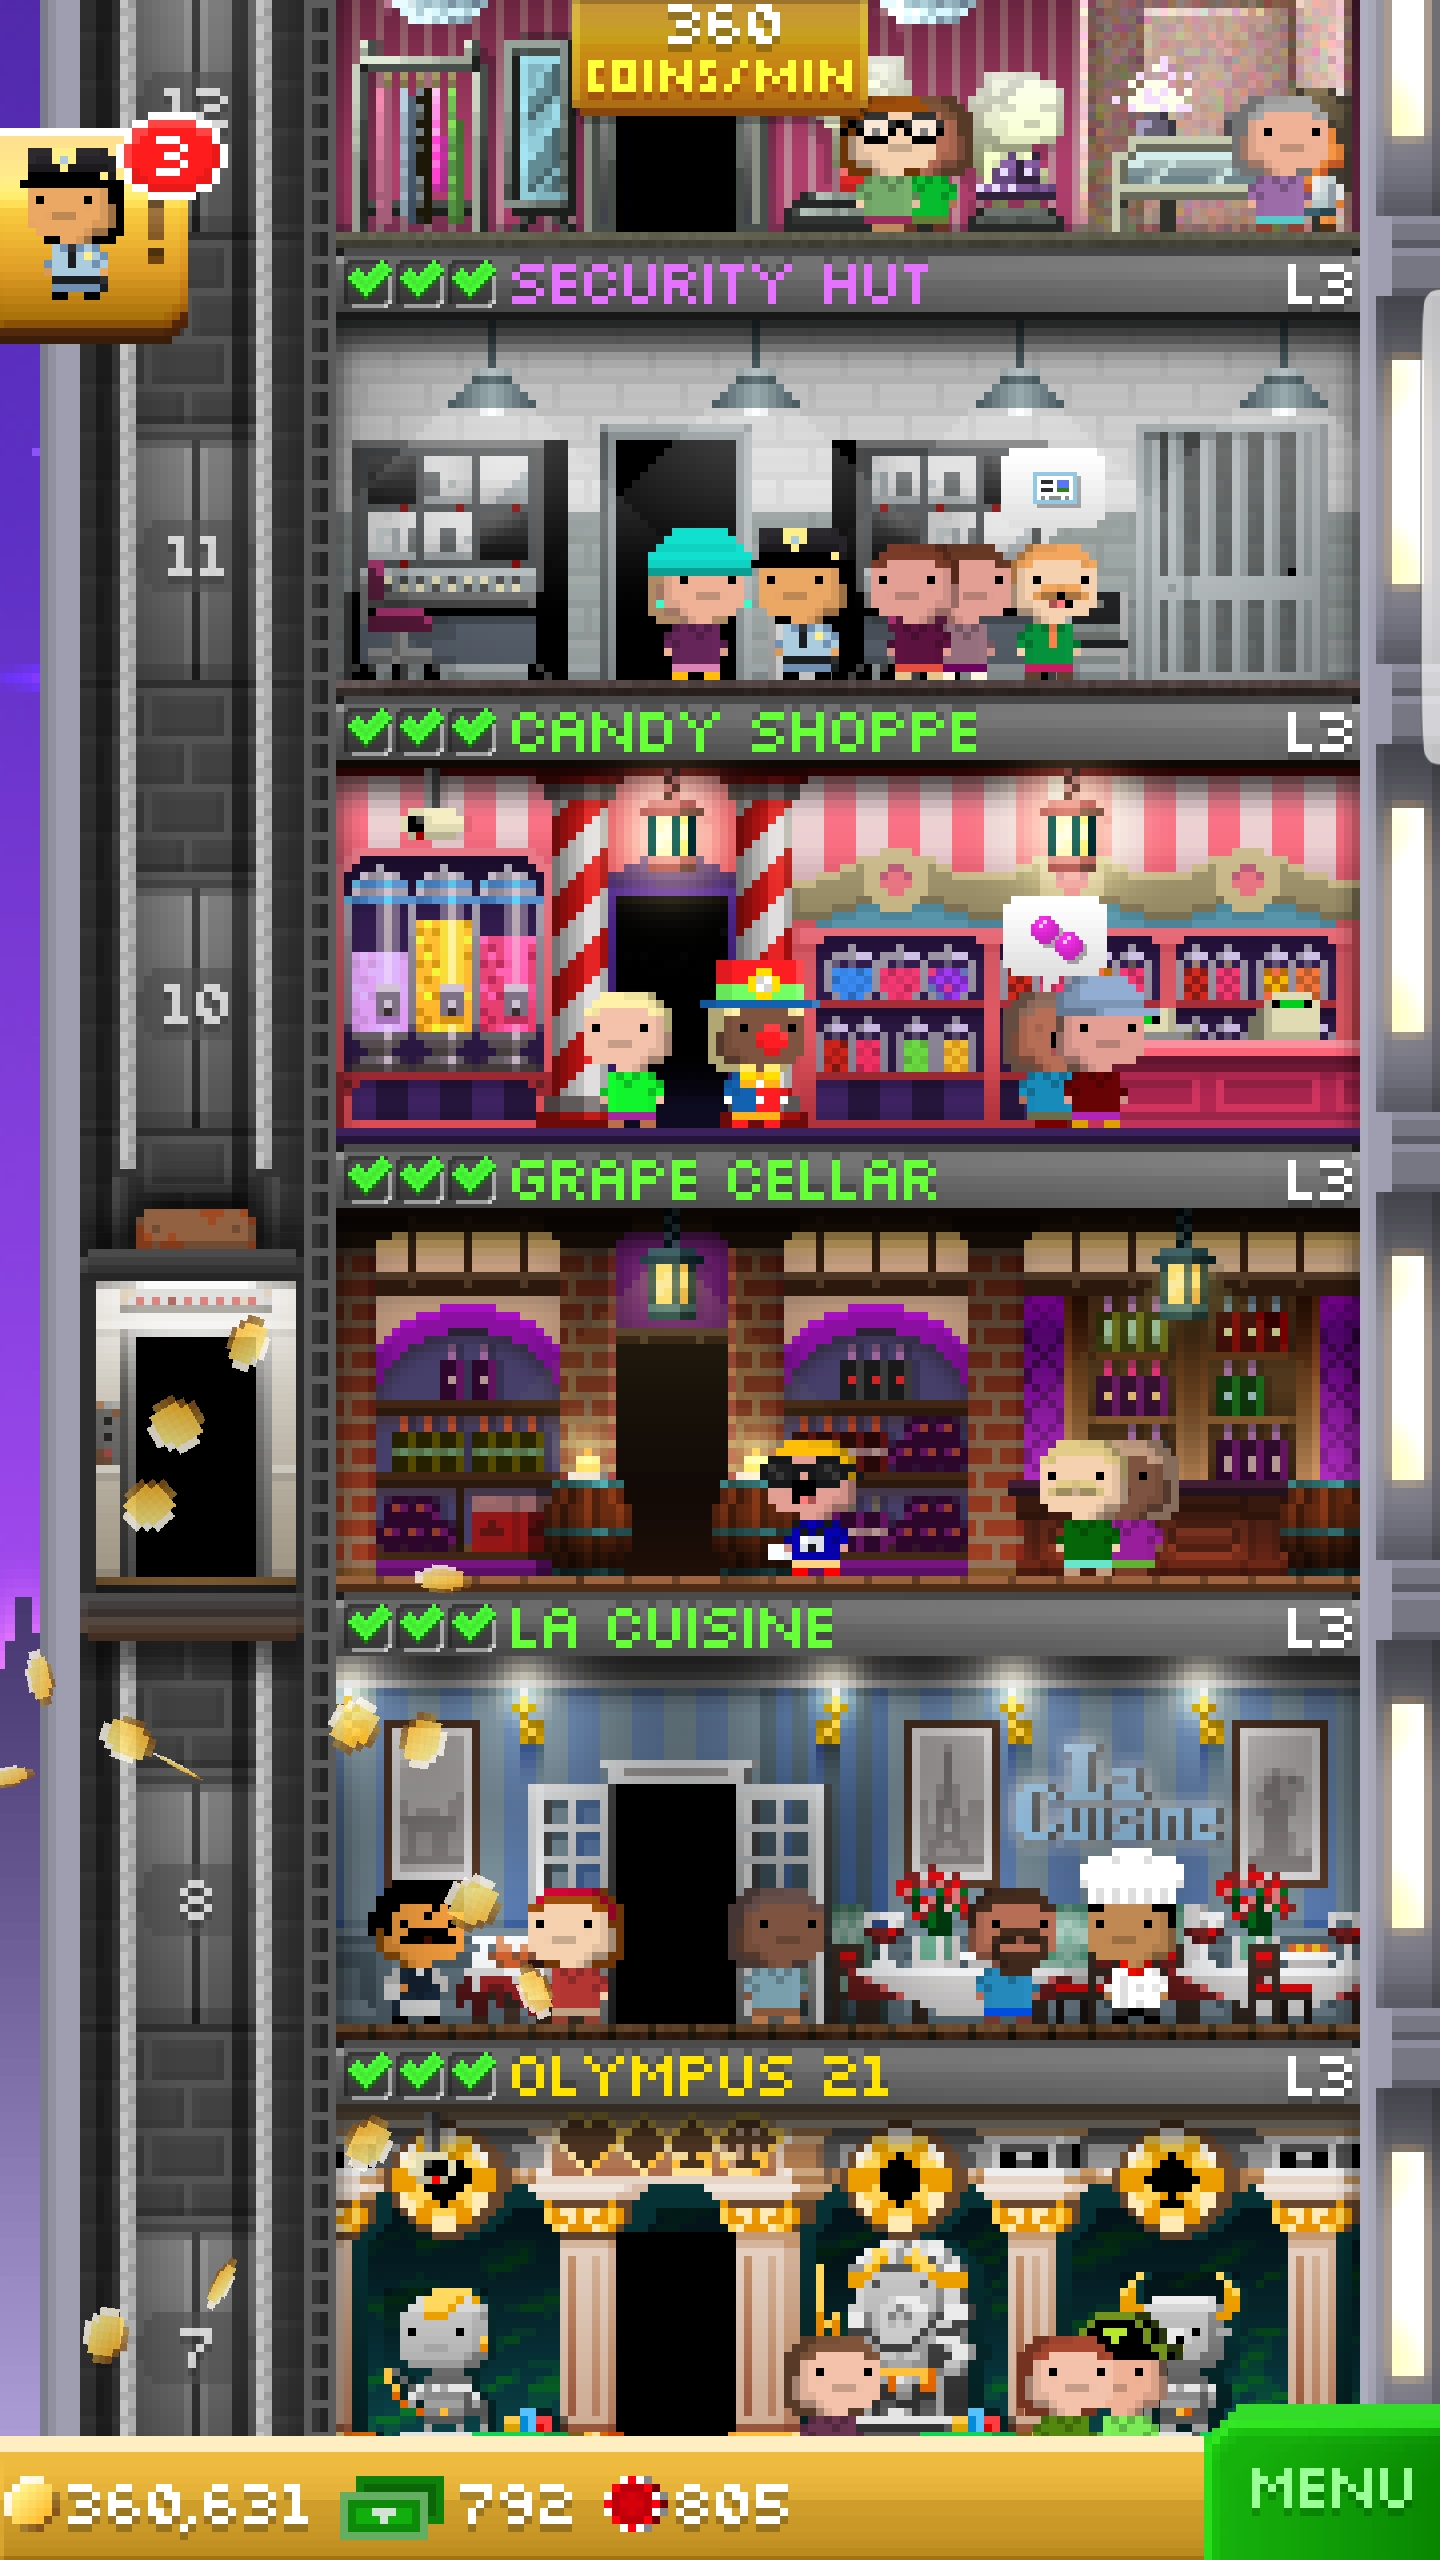 360
COINS/MIN
12
3
!
SECURITY HUT L3
11
CANDY SHOPPE L3
10
GRAPE CELLAR L3
LA CUISINE L3
La
Cuisine
8
OLYMPUS 21 L3
7
360,631 792 805
MENU